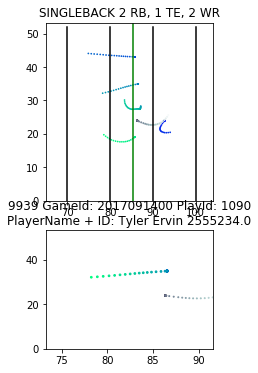 SINGLEBACK 2 RB, 1 TE, 2 WR
50
40
30
20
10
0
70 80 90 100
9939 GameId: 2017091400 PlayId: 1090
PlayerName + ID: Tyler Ervin 2555234.0
40
20
0
75 80 85 90